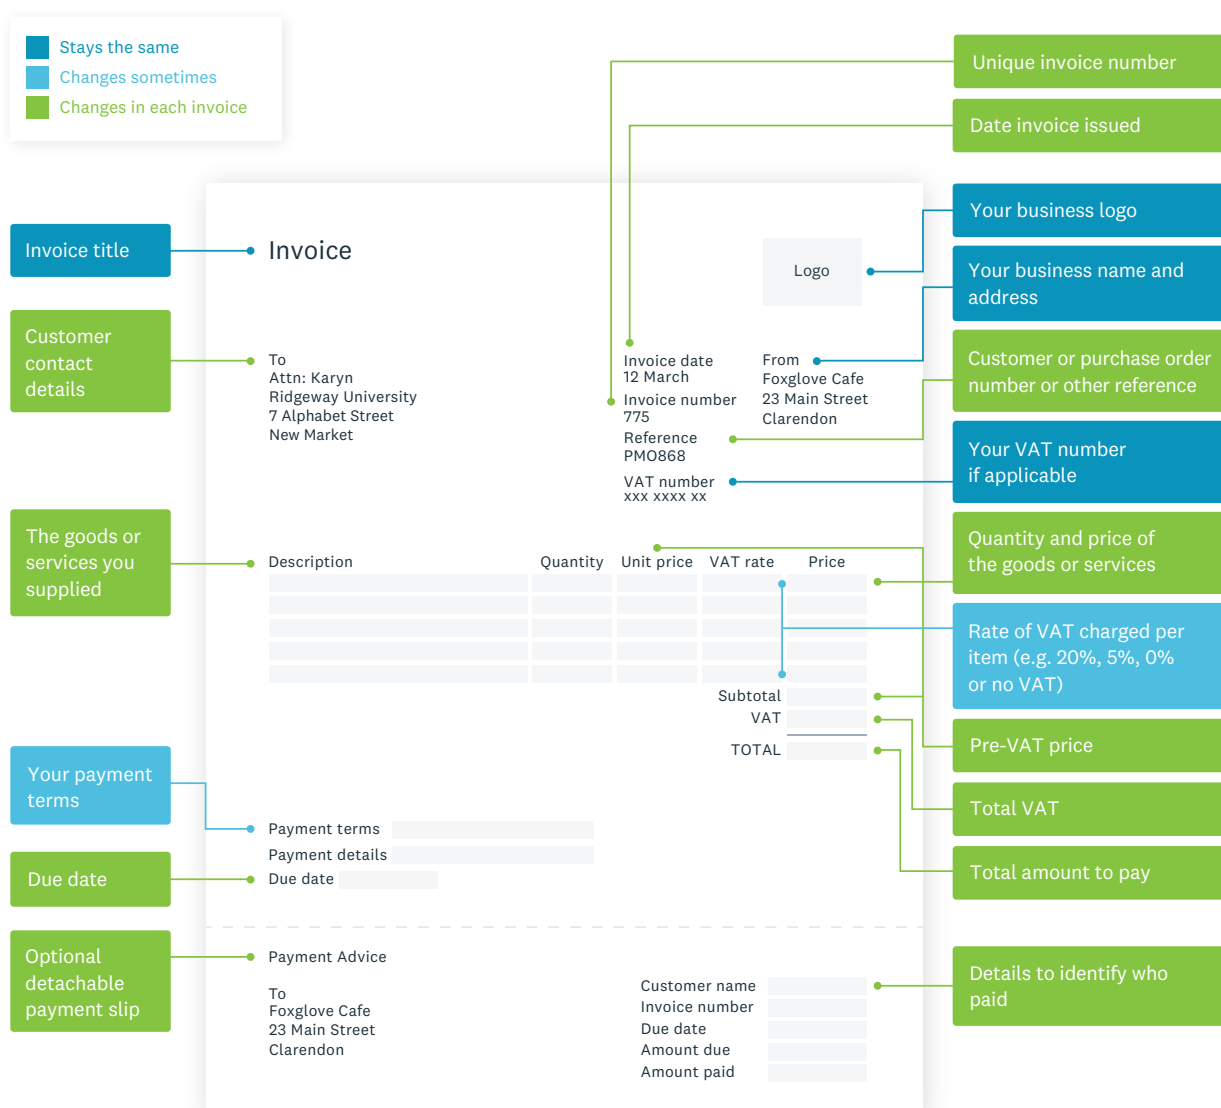 Stays the same
Changes sometimes
Changes in each invoice
Unique invoice number
Date invoice issued
Your business logo
Your business name and
address
Customer or purchase order
number or other reference
Your VAT number
if applicable
Quantity and price of
the goods or services
Rate of VAT charged per
item (e.g. 20%, 5%, 0%
or no VAT)
Pre-VAT price
Total VAT
Total amount to pay
Details to identify who
paid
Invoice title
Customer
contact
details
The goods or
services you
supplied
Your payment
terms
Due date
Optional
detachable
payment slip
Invoice
Logo
To
Attn: Karyn
Ridgeway University
7 Alphabet Street
New Market
Invoice date
12 March
Invoice number
775
Reference
PMO868
VAT number
xxx xxxx xx
From
Foxglove Cafe
23 Main Street
Clarendon
Description Quantity Unit price VAT rate Price
Subtotal
VAT
TOTAL
Payment terms
Payment details
Due date
Payment Advice
To
Foxglove Cafe
23 Main Street
Clarendon
Customer name
Invoice number
Due date
Amount due
Amount paid